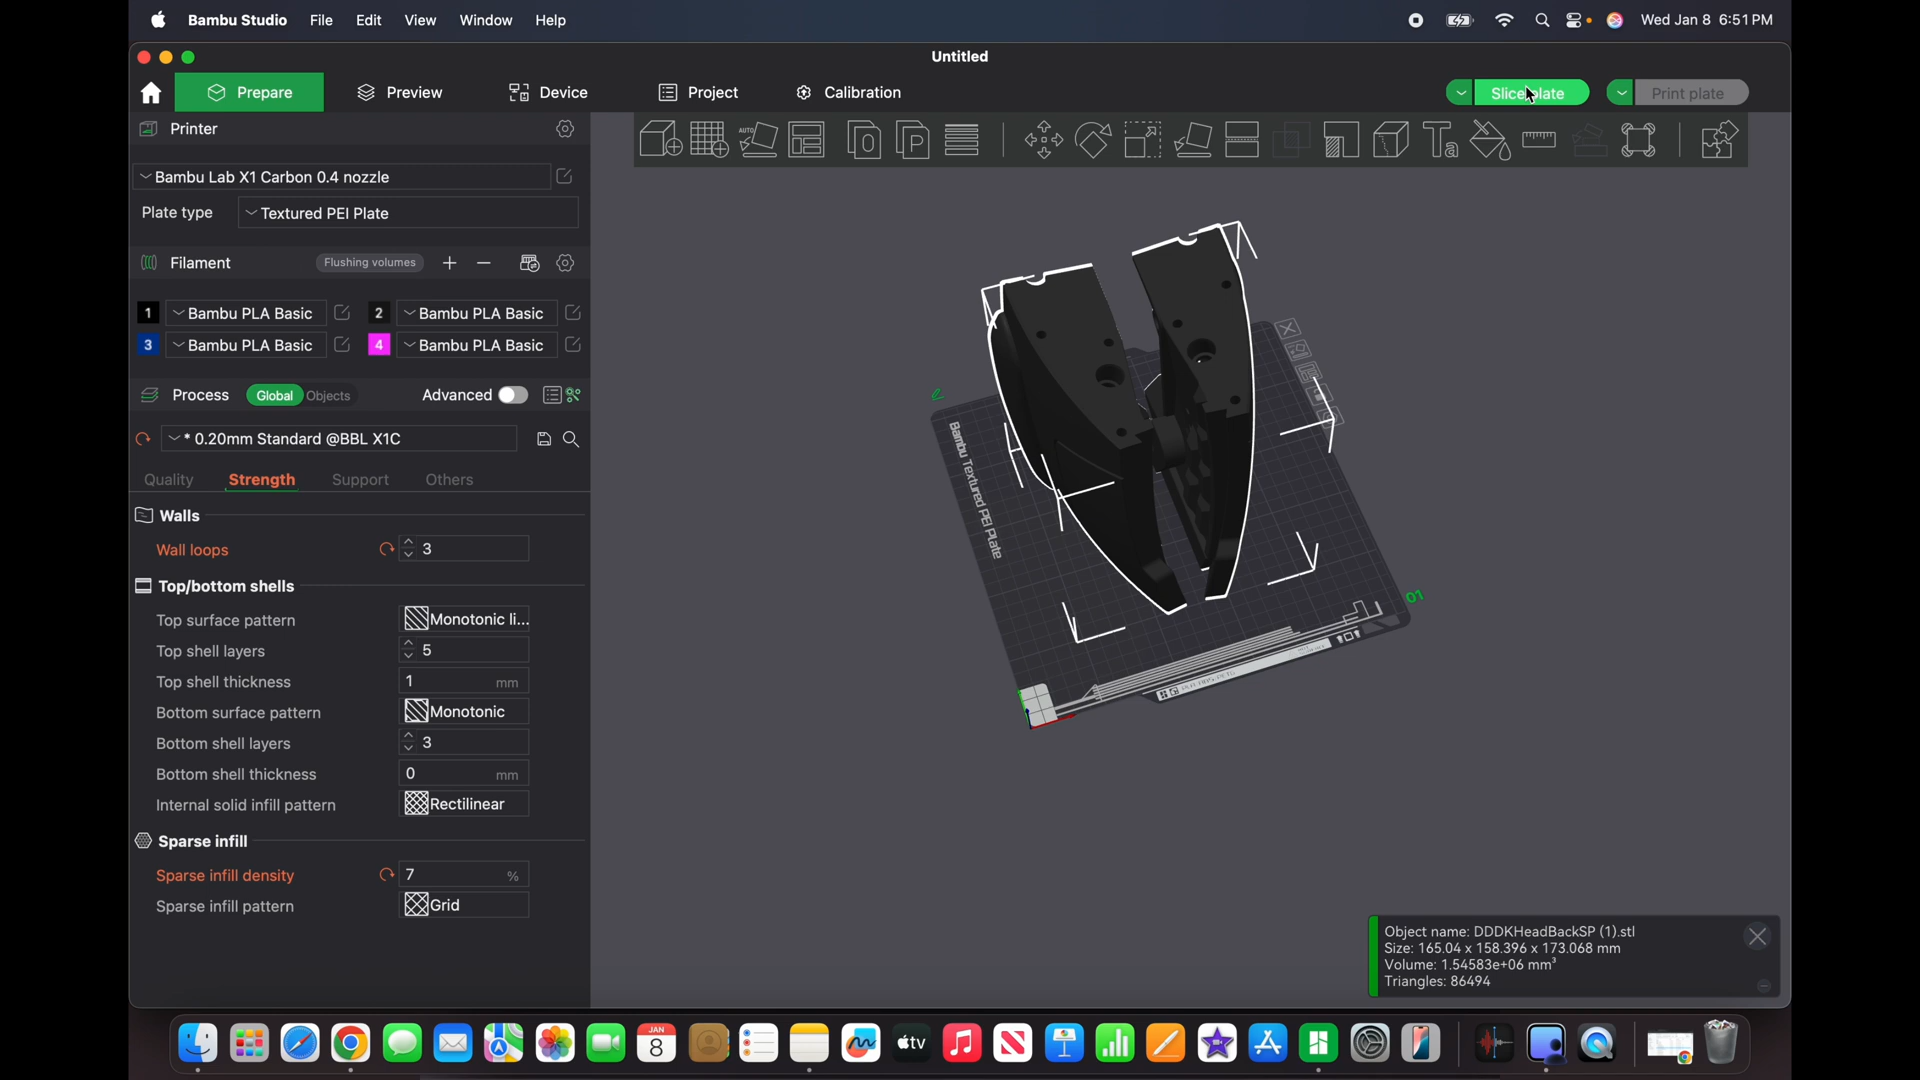 Bambu Studio File Edit View Window Help
Wed Jan 8 6:51 PM
Untitled
Prepare Preview Device Project Calibration
Print plate
Printer
Bambu Lab X1 Carbon 0.4 nozzle
Plate type Textured PEI Plate
Filament Flushing volumes
1 Bambu PLA Basic 2 Bambu PLA Basic
3 Bambu PLA Basic 4 Bambu PLA Basic
Process Global Objects Advanced
* 0.20mm Standard @BBL X1C
Quality Strength Support Others
Walls
Wall loops 3
Top/bottom shells
Top surface pattern Monotonic li...
Top shell layers 5
Top shell thickness 1 mm
Bottom surface pattern Monotonic
Bottom shell layers 3
Bottom shell thickness 0 mm
Internal solid infill pattern Rectilinear
Sparse infill
Sparse infill density 7 %
Sparse infill pattern Grid
AUTO
Ta
Bambu Textured PEI Plate
01
Object name: DDDKHeadBackSP (1).stl
Size: 165.04 x 158.396 x 173.068 mm
Volume: 1.54583e+06 mm³
Triangles: 86494
JAN
8
tv